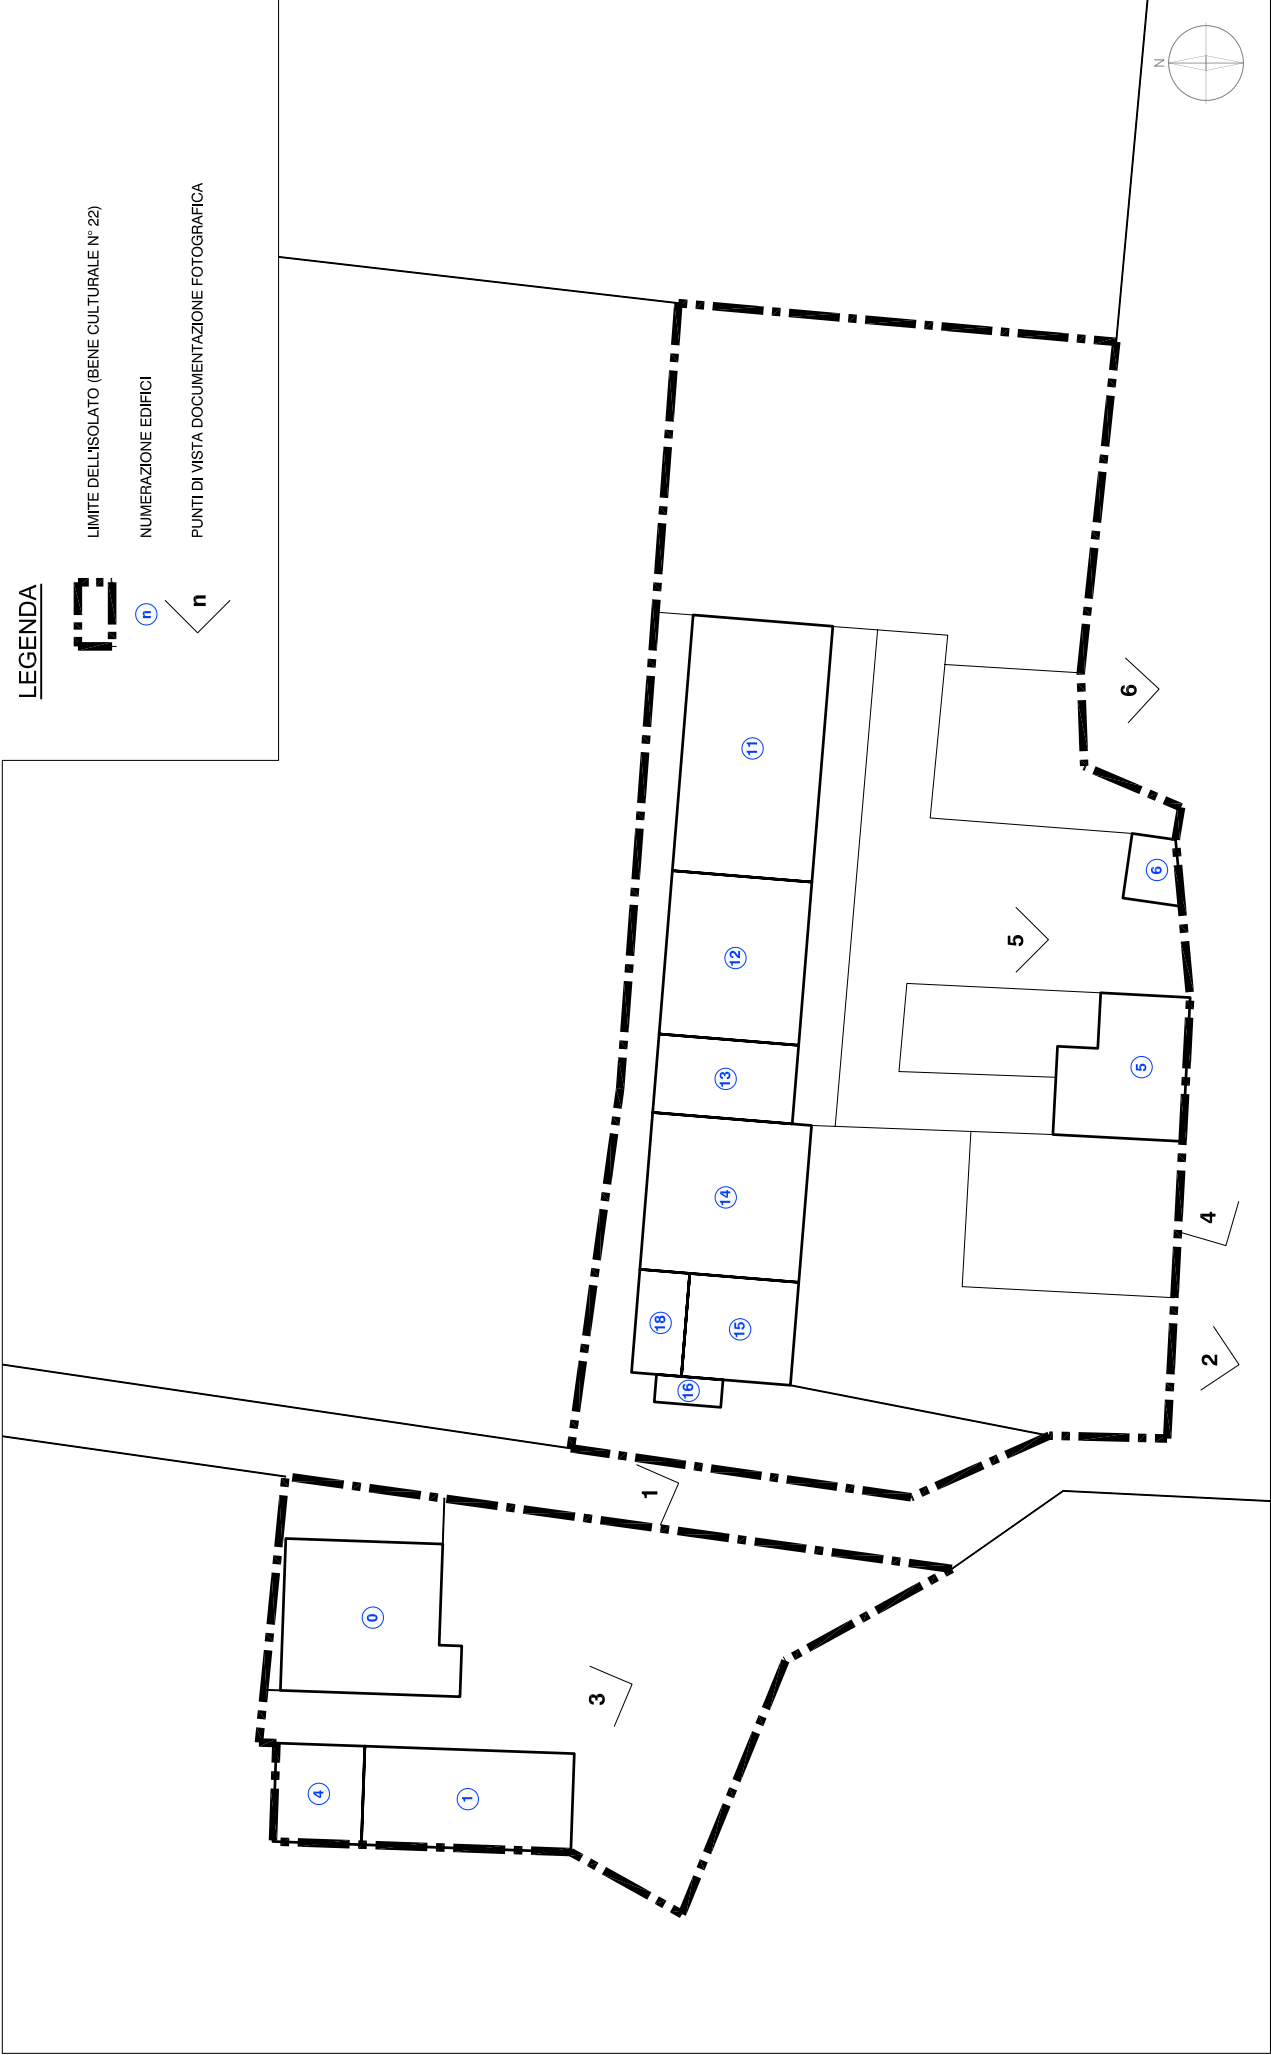 LEGENDA
LIMITE DELL'ISOLATO (BENE CULTURALE N° 22)
n
NUMERAZIONE EDIFICI
n
PUNTI DI VISTA DOCUMENTAZIONE FOTOGRAFICA
N
0
4
1
3
1
18
16
15
14
13
12
11
5
6
5
6
4
2